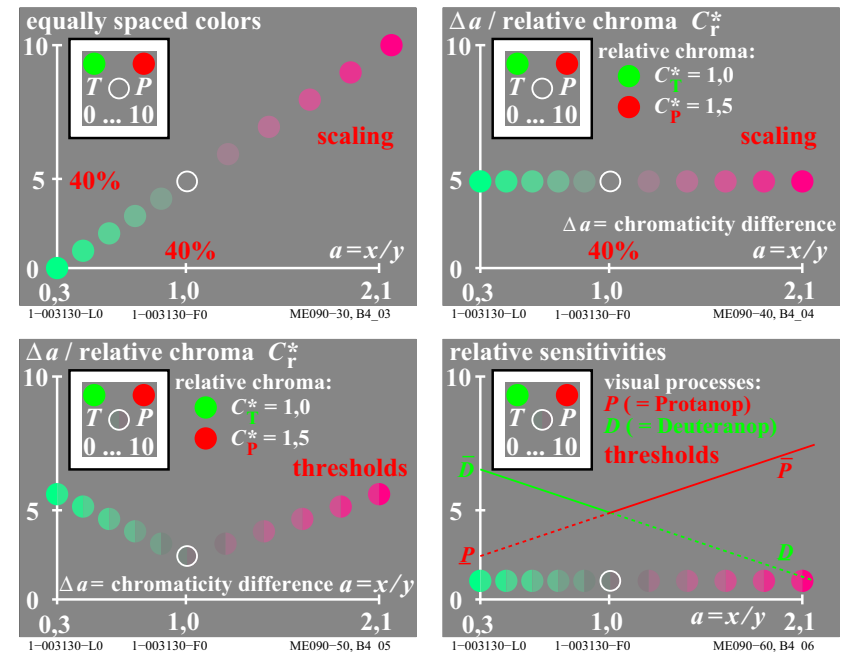 equally spaced colors
10
T P
0 ... 10
scaling
5
40%
40%
a=x/y
0
0,3 1,0 2,1
1−003130−L0 1−003130−F0 ME090−30, B4_03
Δa / relative chroma C*r
10
relative chroma:
T P
C*T = 1,0
0 ... 10
C*P = 1,5
scaling
5
Δa= chromaticity difference
40%
a=x/y
0
0,3 1,0 2,1
1−003130−L0 1−003130−F0 ME090−40, B4_04
Δa / relative chroma C*r
10
relative chroma:
T P
C*T = 1,0
0 ... 10
C*P = 1,5
thresholds
5
Δa= chromaticity difference a=x/y
0
0,3 1,0 2,1
1−003130−L0 1−003130−F0 ME090−50, B4_05
relative sensitivities
10
visual processes:
P ( = Protanop)
T P
D ( = Deuteranop)
0 ... 10
thresholds
D̅
P̅
5
P̲
D̲
0
a=x/y
0,3 1,0 2,1
1−003130−L0 1−003130−F0 ME090−60, B4_06